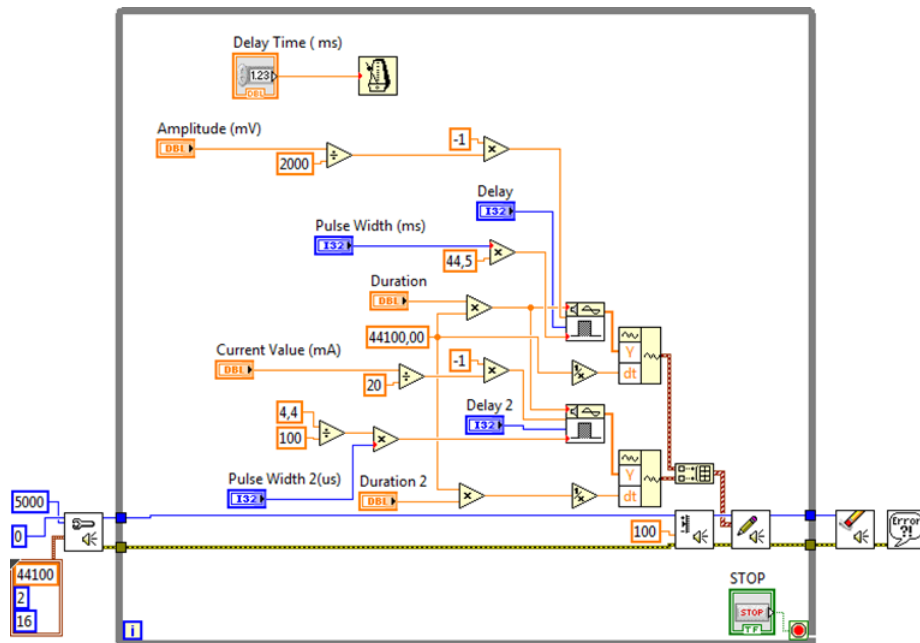 Delay Time ( ms)
1.23
DBL
Amplitude (mV)
DBL
2000
-1
Delay
I32
Pulse Width (ms)
I32
44,5
Duration
DBL
44100,00
Y
dt
Current Value (mA)
DBL
20
-1
Delay 2
I32
4,4
100
Y
dt
Pulse Width 2(us)
I32
Duration 2
DBL
5000
0
100
Error
?!
44100
2
16
STOP
STOP
TF
i